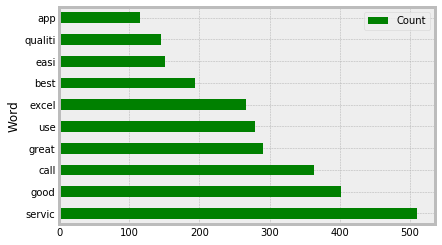 Count
app
qualiti
easi
best
excel
use
great
call
good
servic
Word
0 100 200 300 400 500